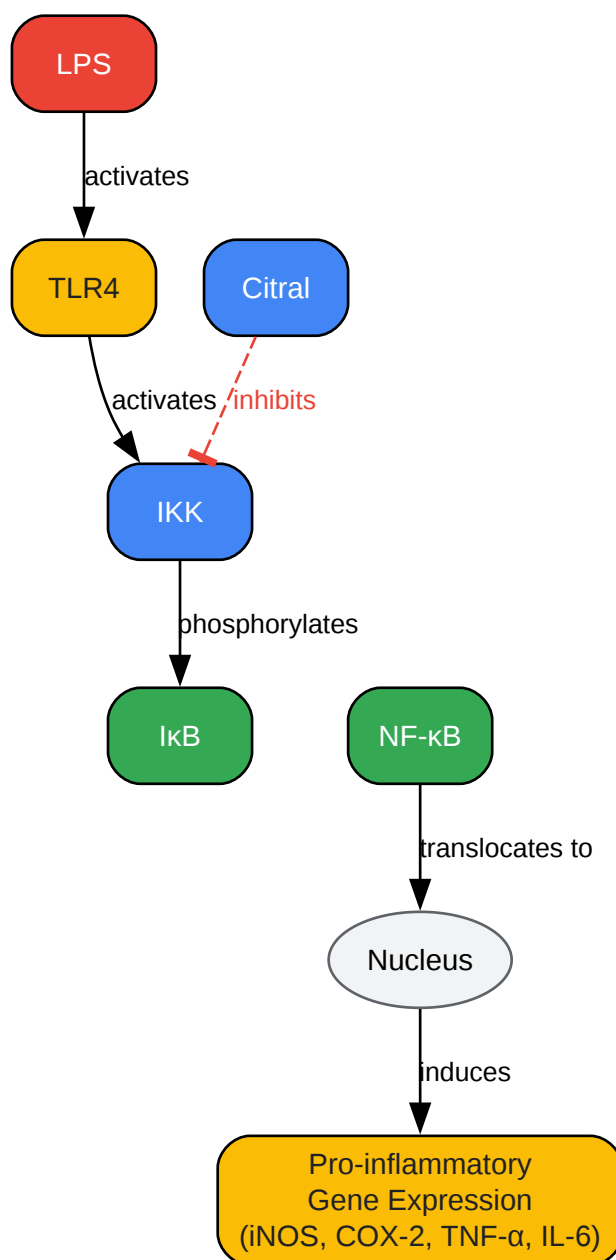 LPS
activates
TLR4
Citral
activates
inhibits
IKK
phosphorylates
IκB
NF-κB
translocates to
Nucleus
induces
Pro-inflammatory
Gene Expression
(iNOS, COX-2, TNF-α, IL-6)